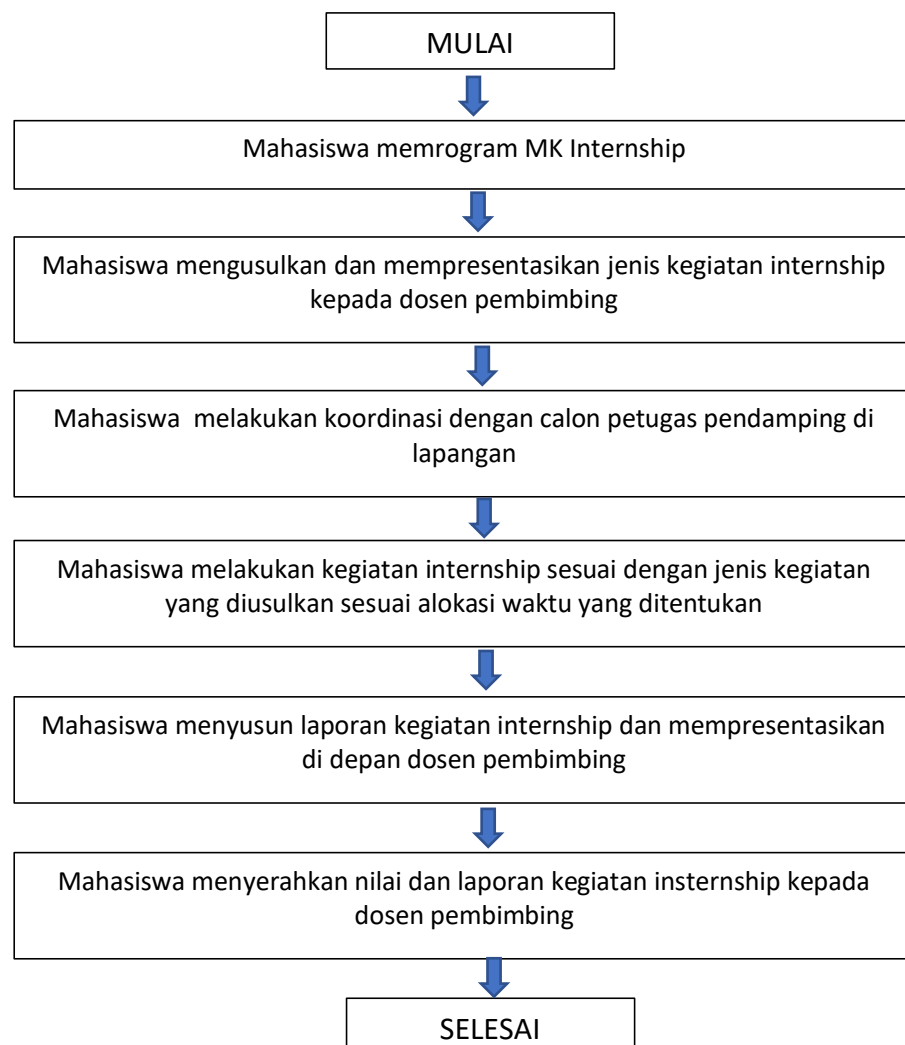 MULAI
Mahasiswa memrogram MK Internship
Mahasiswa mengusulkan dan mempresentasikan jenis kegiatan internship
kepada dosen pembimbing
Mahasiswa  melakukan koordinasi dengan calon petugas pendamping di
lapangan
Mahasiswa melakukan kegiatan internship sesuai dengan jenis kegiatan
yang diusulkan sesuai alokasi waktu yang ditentukan
Mahasiswa menyusun laporan kegiatan internship dan mempresentasikan
di depan dosen pembimbing
Mahasiswa menyerahkan nilai dan laporan kegiatan insternship kepada
dosen pembimbing
SELESAI